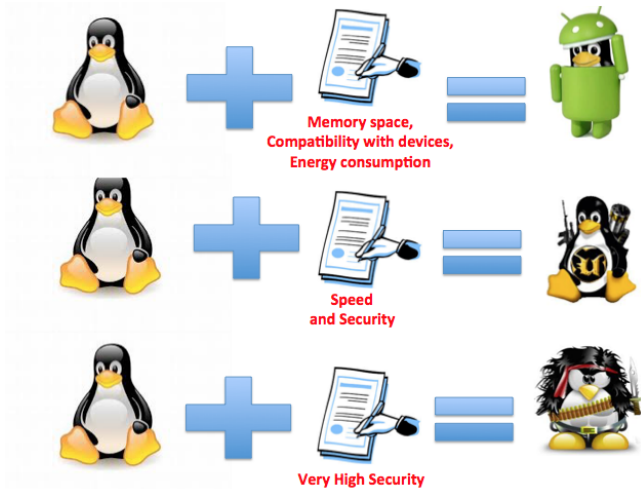 Memory space,
Compatibility with devices,
Energy consumption
Speed
and Security
Very High Security